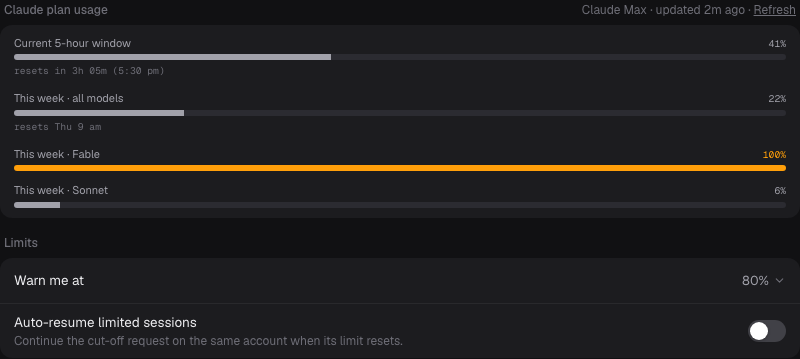 Claude plan usage
Claude Max · updated 2m ago · Refresh
Current 5-hour window
41%
resets in 3h 05m (5:30 pm)
This week · all models
22%
resets Thu 9 am
This week · Fable
100%
This week · Sonnet
6%
Limits
Warn me at
80%
Auto-resume limited sessions
Continue the cut-off request on the same account when its limit resets.